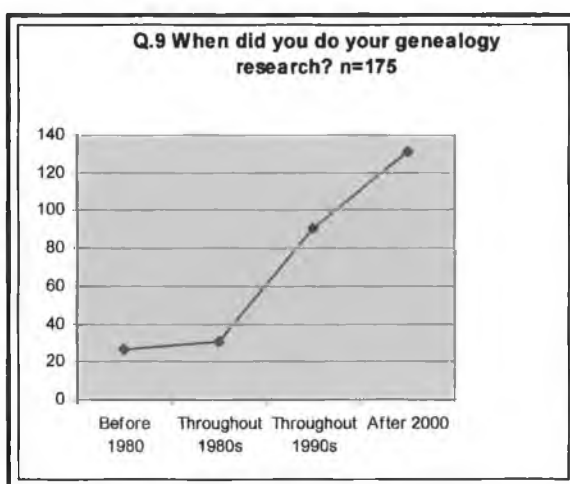 Q.9 When did you do your genealogy
research? n=175
140
120
100
80
60
40
20
0
Before
1980
Throughout
1980s
Throughout
1990s
After 2000